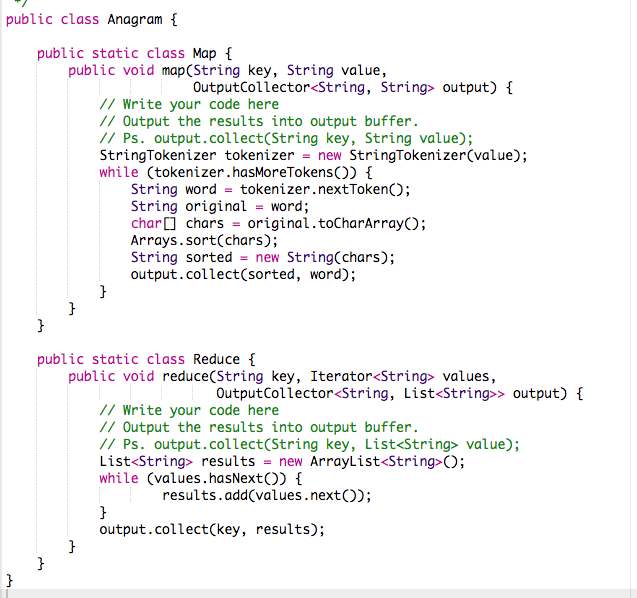 */
public class Anagram {
    public static class Map {
        public void map(String key, String value,
                        OutputCollector<String, String> output) {
            // Write your code here
            // Output the results into output buffer.
            // Ps. output.collect(String key, String value);
            StringTokenizer tokenizer = new StringTokenizer(value);
            while (tokenizer.hasMoreTokens()) {
                String word = tokenizer.nextToken();
                String original = word;
                char[] chars = original.toCharArray();
                Arrays.sort(chars);
                String sorted = new String(chars);
                output.collect(sorted, word);
            }
        }
    }
    public static class Reduce {
        public void reduce(String key, Iterator<String> values,
                           OutputCollector<String, List<String>> output) {
            // Write your code here
            // Output the results into output buffer.
            // Ps. output.collect(String key, List<String> value);
            List<String> results = new ArrayList<String>();
            while (values.hasNext()) {
                    results.add(values.next());
            }
            output.collect(key, results);
        }
    }
}